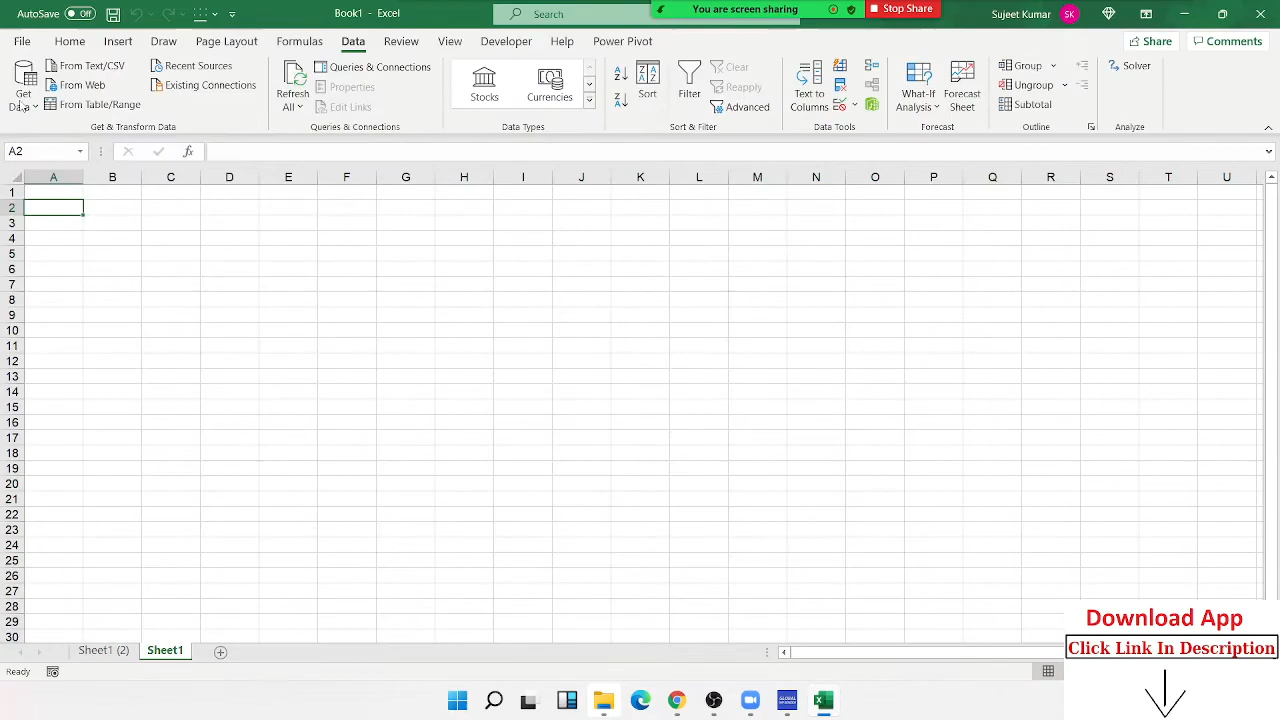 AutoSave Off
Book1 - Excel
Search
You are screen sharing
Stop Share
Sujeet Kumar
SK
File Home Insert Draw Page Layout Formulas Data Review View Developer Help Power Pivot
Share
Comments
Get
Data
From Text/CSV
From Web
From Table/Range
Recent Sources
Existing Connections
Get & Transform Data
Refresh
All
Queries & Connections
Properties
Edit Links
Queries & Connections
Stocks
Currencies
Data Types
Sort
Filter
Clear
Reapply
Advanced
Sort & Filter
Text to
Columns
Data Tools
What-If
Analysis
Forecast
Sheet
Forecast
Group
Ungroup
Subtotal
Outline
Solver
Analyze
A2
fx
A B C D E F G H I J K L M N O P Q R S T U
1
2
3
4
5
6
7
8
9
10
11
12
13
14
15
16
17
18
19
20
21
22
23
24
25
26
27
28
29
30
Sheet1 (2)
Sheet1
Ready
Download App
Click Link In Description